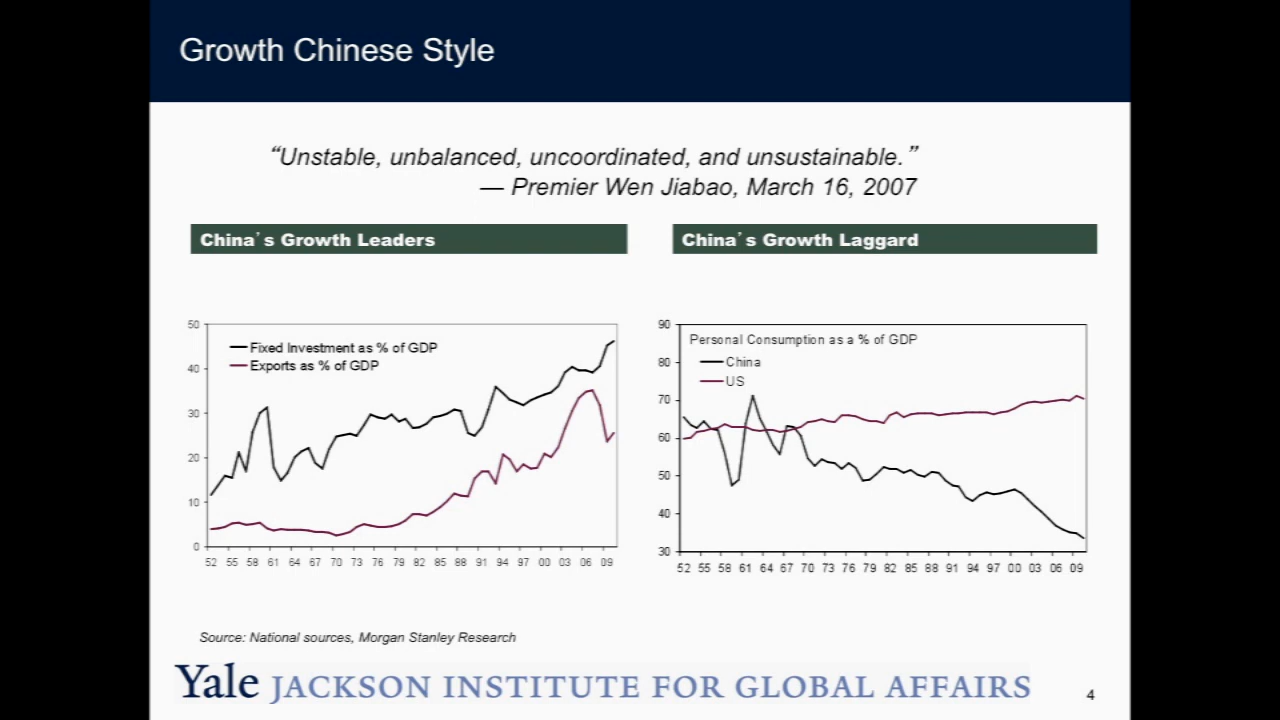 Growth Chinese Style
“Unstable, unbalanced, uncoordinated, and unsustainable.”
— Premier Wen Jiabao, March 16, 2007
China’s Growth Leaders
50
40
30
20
10
0
Fixed Investment as % of GDP
Exports as % of GDP
52 55 58 61 64 67 70 73 76 79 82 85 88 91 94 97 00 03 06 09
China’s Growth Laggard
90
80
70
60
50
40
30
Personal Consumption as a % of GDP
China
US
52 55 58 61 64 67 70 73 76 79 82 85 88 91 94 97 00 03 06 09
Source: National sources, Morgan Stanley Research
Yale JACKSON INSTITUTE FOR GLOBAL AFFAIRS
4